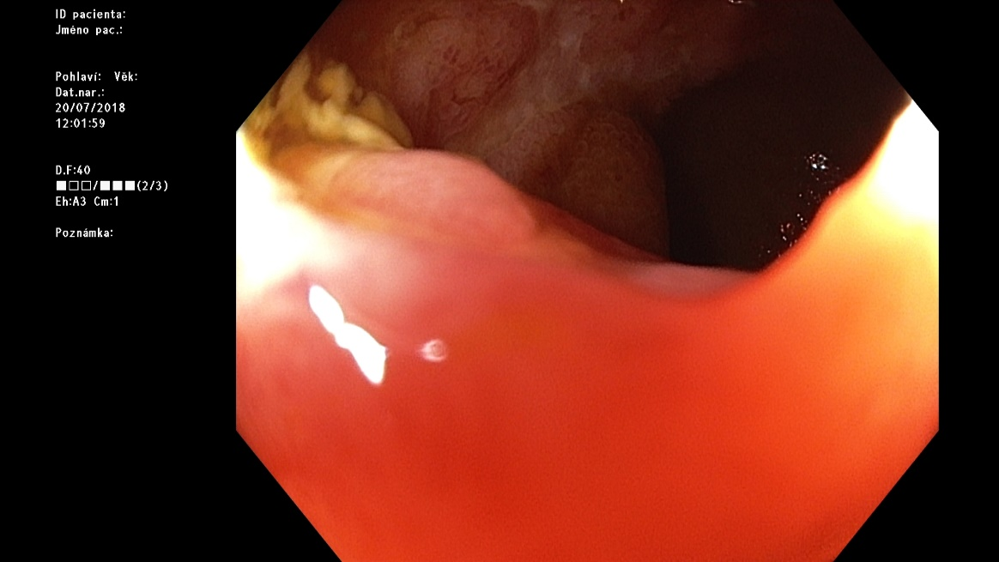 ID pacienta:
Jméno pac.:
Pohlaví: Věk:
Dat.nar.:
20/07/2018
12:01:59
D.F:40
■□□/■■■(2/3)
Eh:A3 Cm:1
Poznámka: